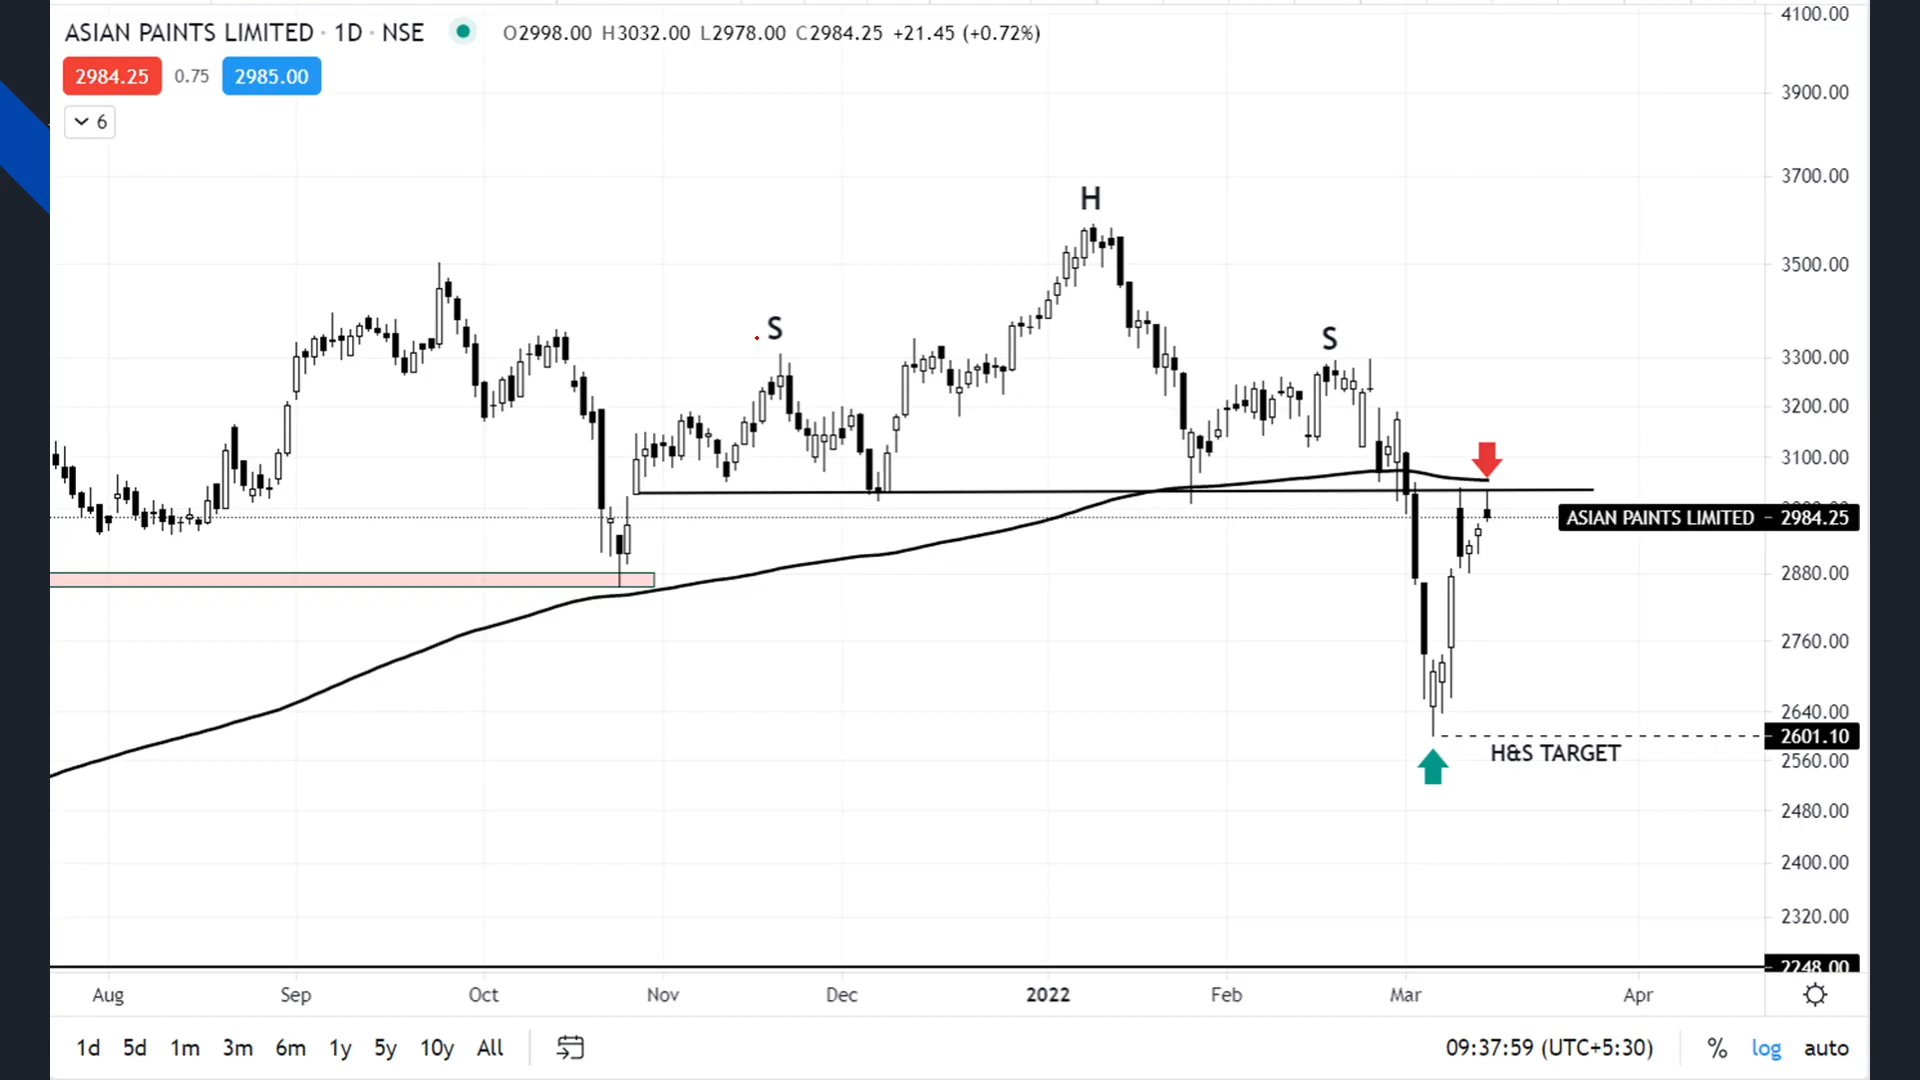 ASIAN PAINTS LIMITED · 1D · NSE O2998.00 H3032.00 L2978.00 C2984.25 +21.45 (+0.72%)
2984.25 0.75 2985.00
6
4100.00
3900.00
3700.00
H
3500.00
S
S
3300.00
3200.00
3100.00
ASIAN PAINTS LIMITED - 2984.25
2880.00
2760.00
2640.00
2601.10
H&S TARGET
2560.00
2480.00
2400.00
2320.00
2248.00
Aug Sep Oct Nov Dec 2022 Feb Mar Apr
1d 5d 1m 3m 6m 1y 5y 10y All 09:37:59 (UTC+5:30) % log auto